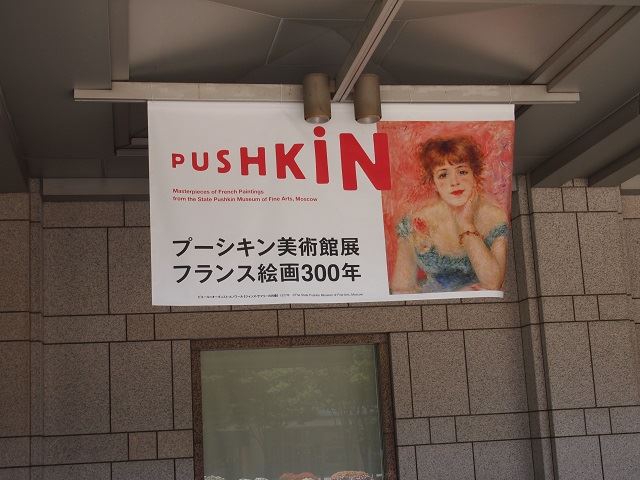 PUSHKiN
Masterpieces of French Paintings
from the State Pushkin Museum of Fine Arts, Moscow
プーシキン美術館展
フランス絵画300年